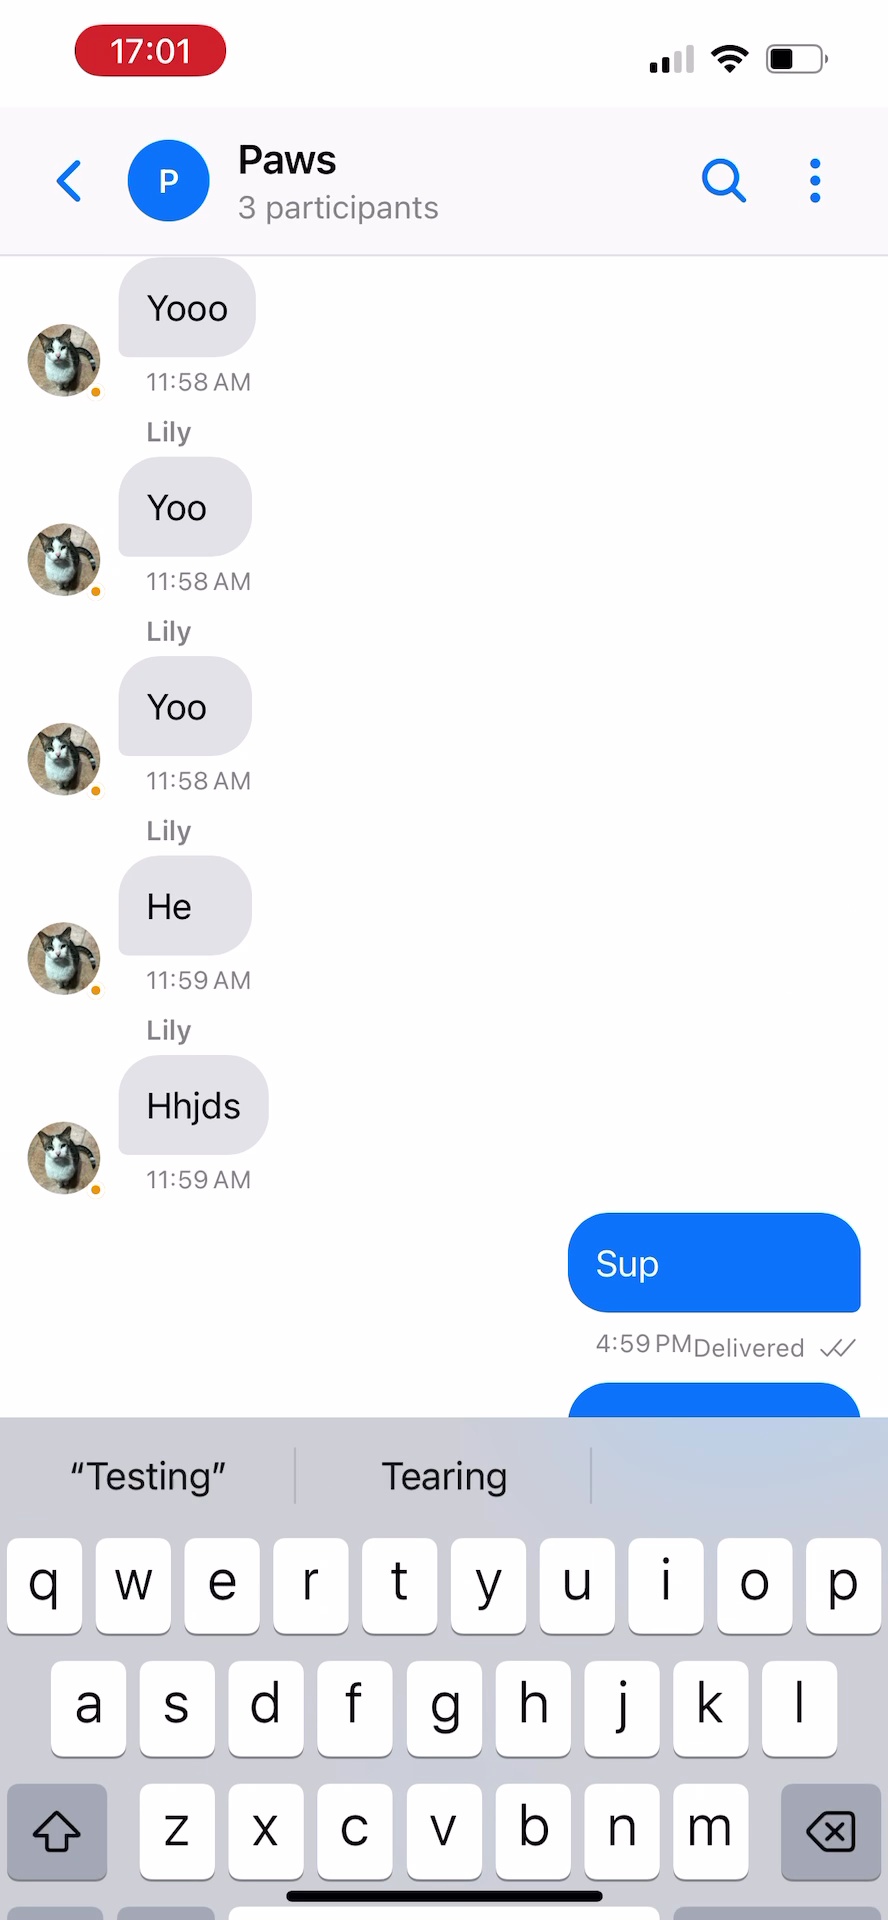 17:01
P
Paws
3 participants
Yooo
11:58 AM
Lily
Yoo
11:58 AM
Lily
Yoo
11:58 AM
Lily
He
11:59 AM
Lily
Hhjds
11:59 AM
Sup
4:59 PM Delivered
“Testing” Tearing
q w e r t y u i o p
a s d f g h j k l
z x c v b n m